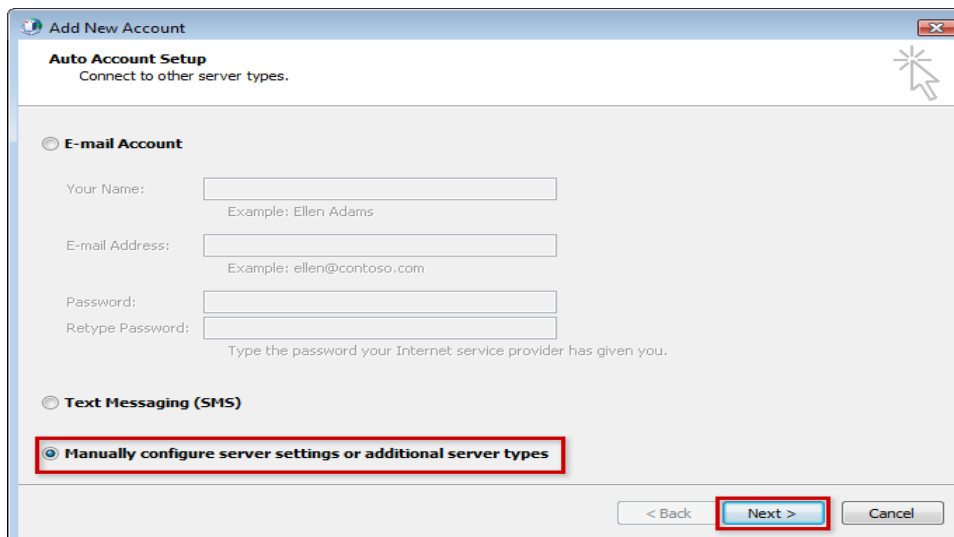 Add New Account
Auto Account Setup
Connect to other server types.
E-mail Account
Your Name:
Example: Ellen Adams
E-mail Address:
Example: ellen@contoso.com
Password:
Retype Password:
Type the password your Internet service provider has given you.
Text Messaging (SMS)
Manually configure server settings or additional server types
< Back Next > Cancel